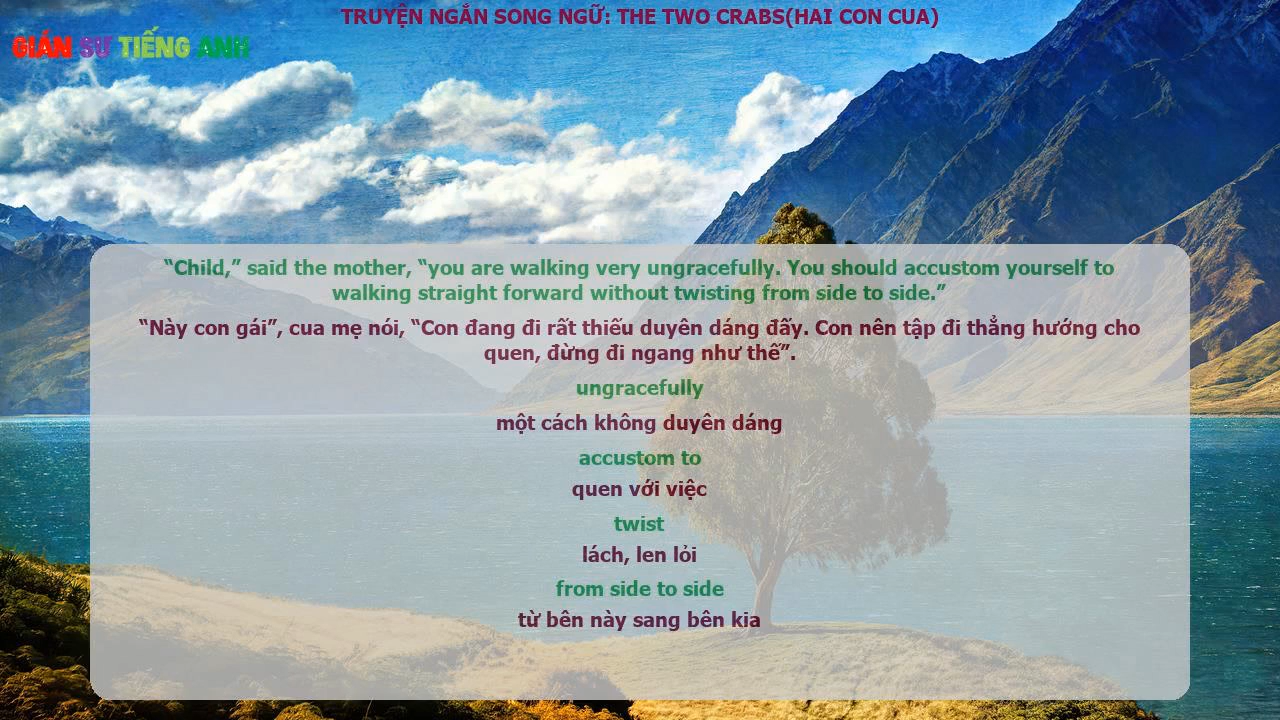 TRUYỆN NGẮN SONG NGỮ: THE TWO CRABS(HAI CON CUA)
GIÁN SƯ TIẾNG ANH
“Child,” said the mother, “you are walking very ungracefully. You should accustom yourself to
walking straight forward without twisting from side to side.”
“Này con gái”, cua mẹ nói, “Con đang đi rất thiếu duyên dáng đấy. Con nên tập đi thẳng hướng cho
quen, đừng đi ngang như thế”.
ungracefully
một cách không duyên dáng
accustom to
quen với việc
twist
lách, len lỏi
from side to side
từ bên này sang bên kia